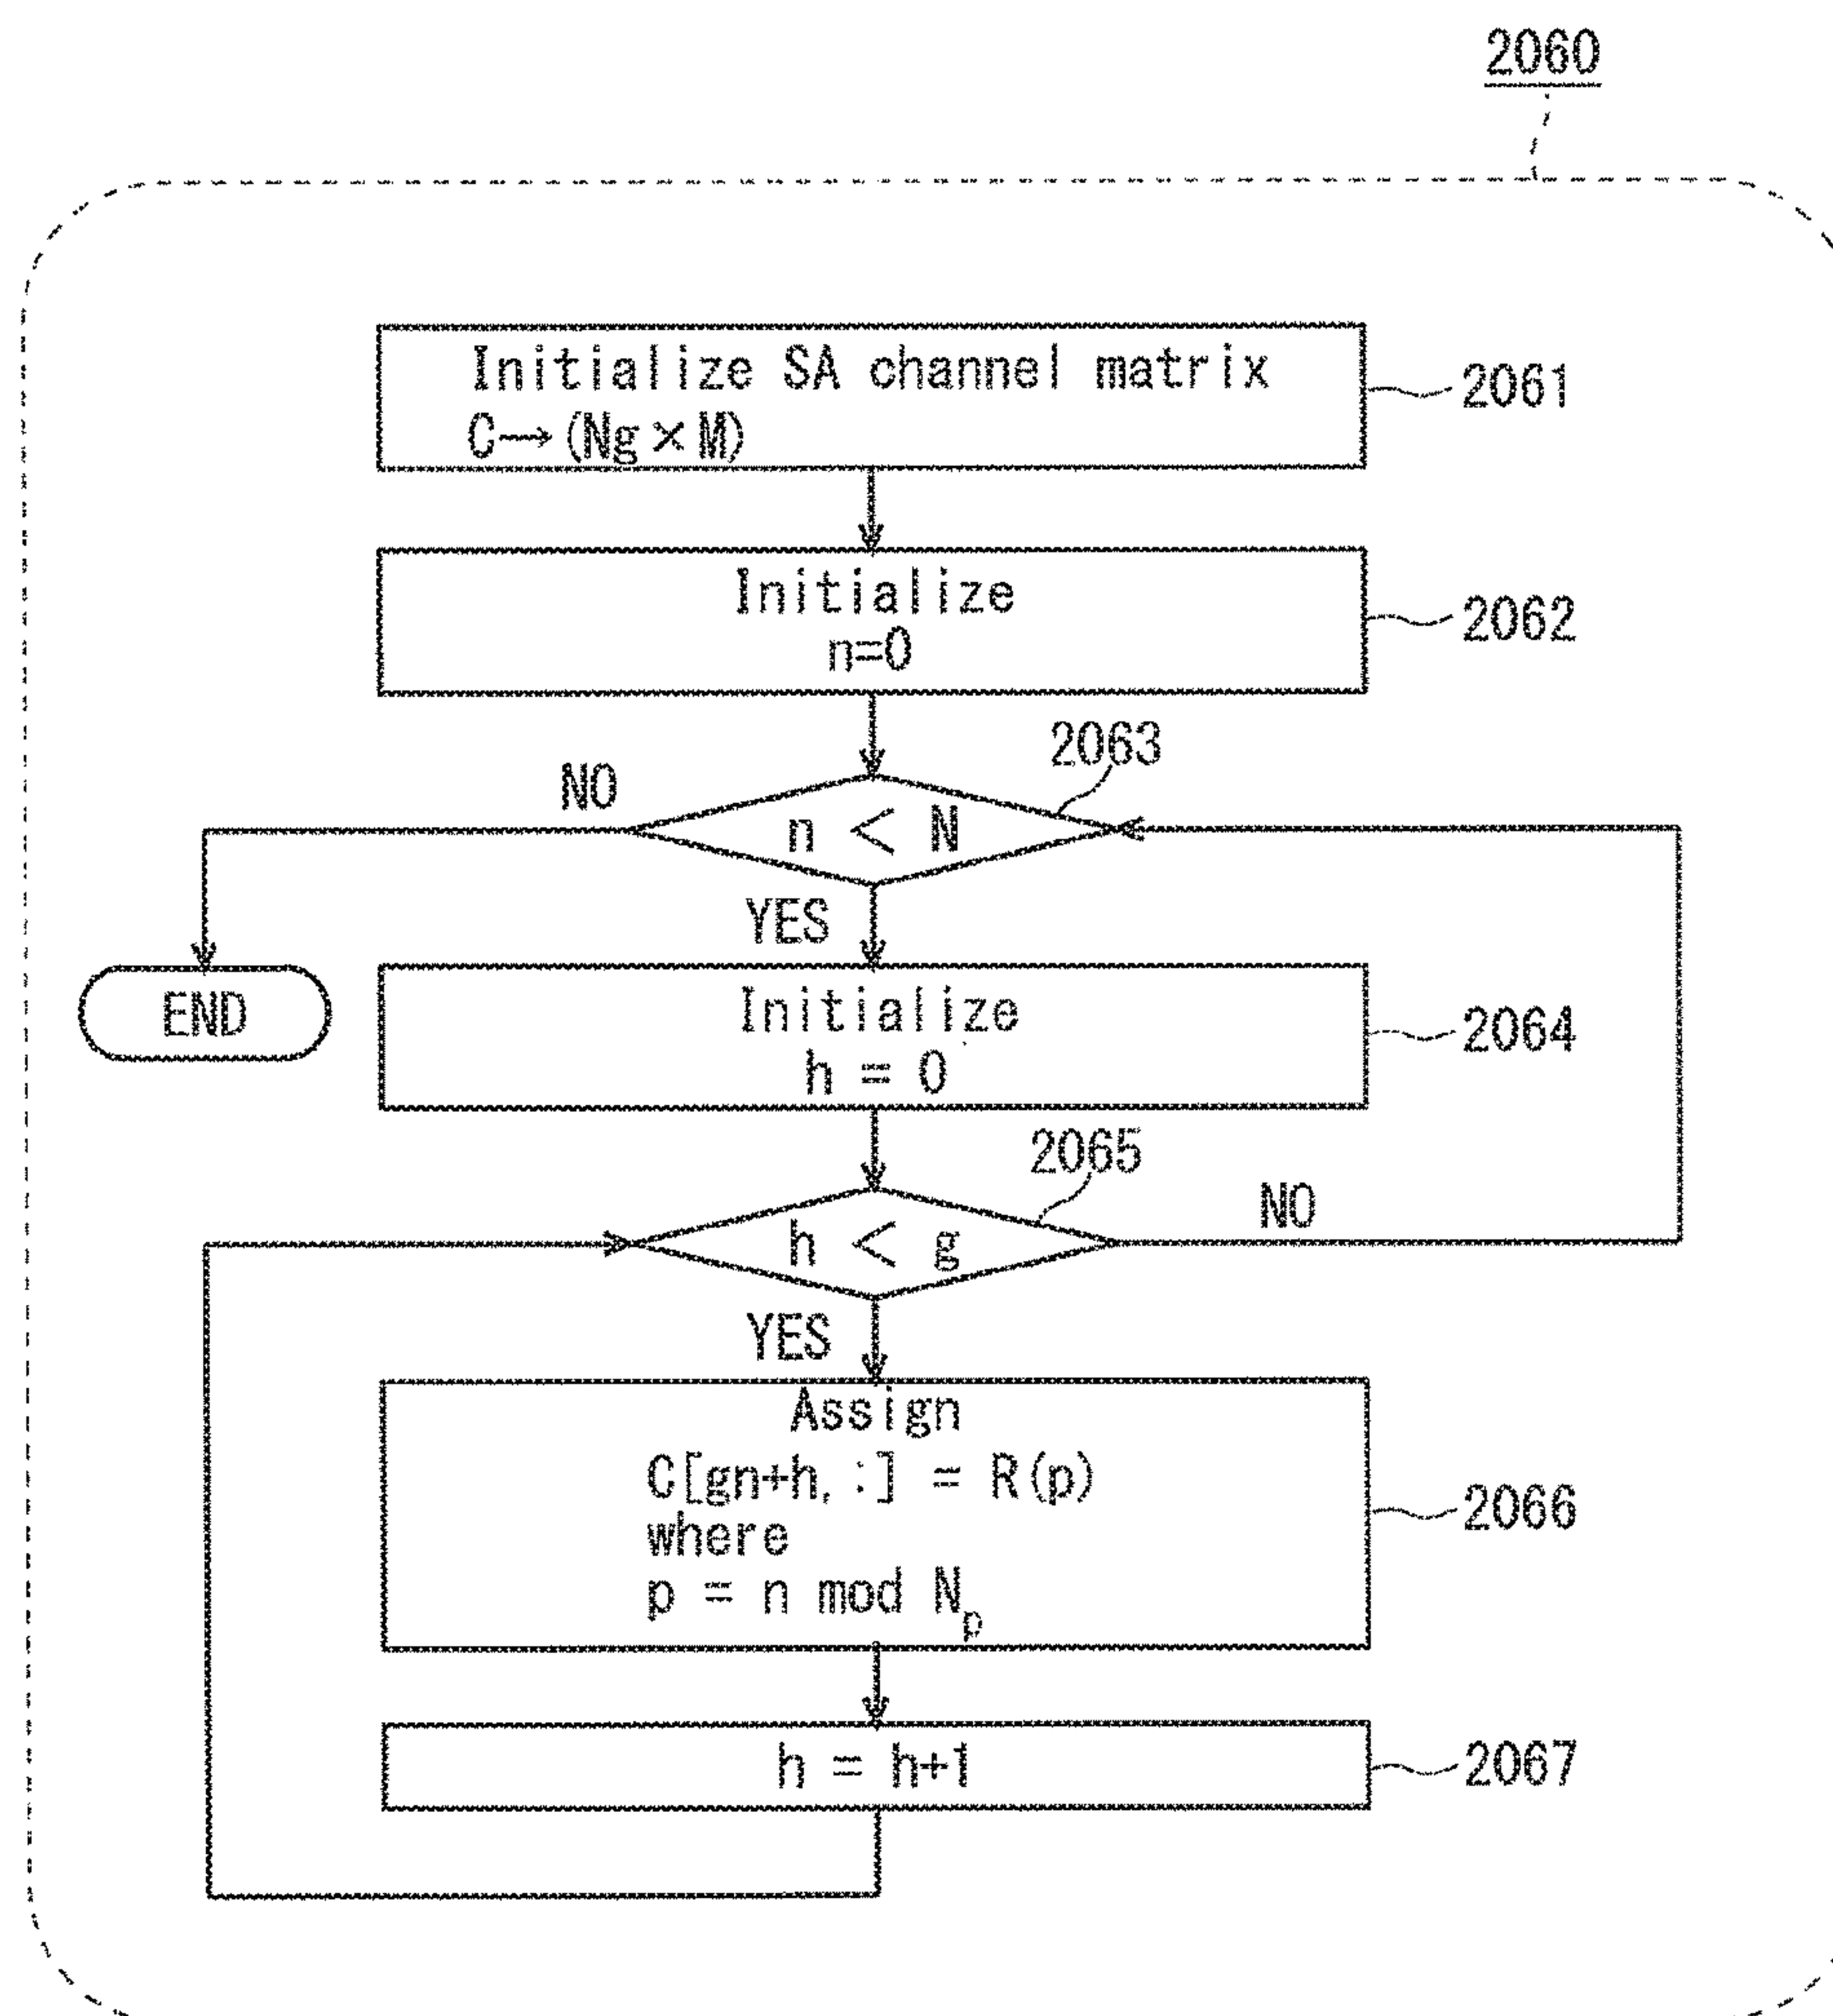 2060
Initialize SA channel matrix
C→(Ng×M)
2061
Initialize
n=0
2062
2063
NO
n < N
YES
END
Initialize
h = 0
2064
2065
NO
h < g
YES
Assign
C[gn+h, :] = R(p)
where
p = n mod Np
2066
h = h+1
2067